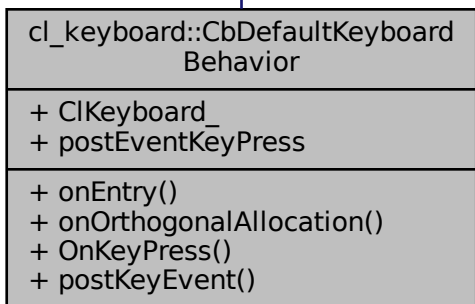 cl_keyboard::CbDefaultKeyboard
Behavior
+ ClKeyboard_
+ postEventKeyPress
+ onEntry()
+ onOrthogonalAllocation()
+ OnKeyPress()
+ postKeyEvent()